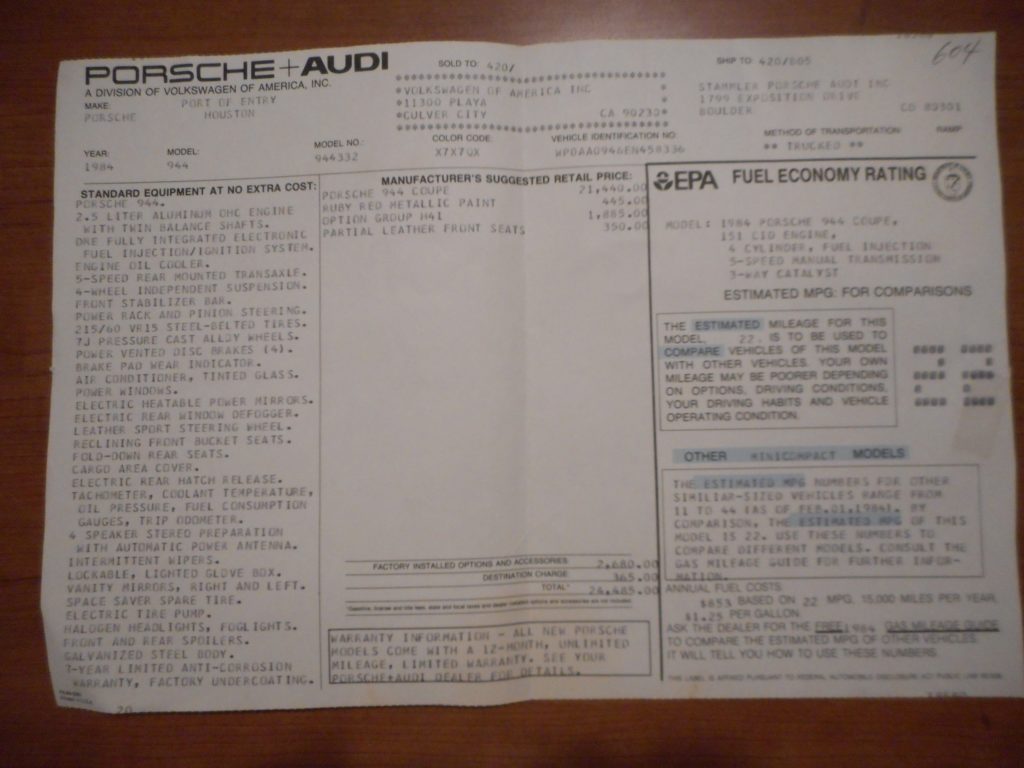 604
PORSCHE+AUDI
A DIVISION OF VOLKSWAGEN OF AMERICA, INC.
MAKE:
PORSCHE
PORT OF ENTRY
HOUSTON
SOLD TO: 420/
*VOLKSWAGEN OF AMERICA INC *
*11300 PLAYA *
*CULVER CITY CA 90230*
SHIP TO: 420/805
STAMMLER PORSCHE AUDI INC
1799 EXPOSITION DRIVE
BOULDER CO 80301
YEAR:
1984
MODEL:
944
MODEL NO.:
944332
COLOR CODE:
X7X7QX
VEHICLE IDENTIFICATION NO:
WP0AA0946EN458336
METHOD OF TRANSPORTATION:
** TRUCKED **
RAMP:
STANDARD EQUIPMENT AT NO EXTRA COST:
PORSCHE 944.
2.5 LITER ALUMINUM OHC ENGINE
WITH TWIN BALANCE SHAFTS.
ONE FULLY INTEGRATED ELECTRONIC
FUEL INJECTION/IGNITION SYSTEM.
ENGINE OIL COOLER.
5-SPEED REAR MOUNTED TRANSAXLE.
4-WHEEL INDEPENDENT SUSPENSION.
FRONT STABILIZER BAR.
POWER RACK AND PINION STEERING.
215/60 VR15 STEEL-BELTED TIRES.
7J PRESSURE CAST ALLOY WHEELS.
POWER VENTED DISC BRAKES (4).
BRAKE PAD WEAR INDICATOR.
AIR CONDITIONER, TINTED GLASS.
POWER WINDOWS.
ELECTRIC HEATABLE POWER MIRRORS.
ELECTRIC REAR WINDOW DEFOGGER.
LEATHER SPORT STEERING WHEEL.
RECLINING FRONT BUCKET SEATS.
FOLD-DOWN REAR SEATS.
CARGO AREA COVER.
ELECTRIC REAR HATCH RELEASE.
TACHOMETER, COOLANT TEMPERATURE,
OIL PRESSURE, FUEL CONSUMPTION
GAUGES, TRIP ODOMETER.
4 SPEAKER STEREO PREPARATION
WITH AUTOMATIC POWER ANTENNA.
INTERMITTENT WIPERS.
LOCKABLE, LIGHTED GLOVE BOX.
VANITY MIRRORS, RIGHT AND LEFT.
SPACE SAVER SPARE TIRE.
ELECTRIC TIRE PUMP.
HALOGEN HEADLIGHTS, FOGLIGHTS.
FRONT AND REAR SPOILERS.
GALVANIZED STEEL BODY.
7-YEAR LIMITED ANTI-CORROSION
WARRANTY, FACTORY UNDERCOATING.
20
MANUFACTURER'S SUGGESTED RETAIL PRICE:
PORSCHE 944 COUPE 21,440.00
RUBY RED METALLIC PAINT 445.00
OPTION GROUP H41 1,885.00
PARTIAL LEATHER FRONT SEATS 350.00
FACTORY INSTALLED OPTIONS AND ACCESSORIES 2,680.00
DESTINATION CHARGE 365.00
TOTAL* 24,485.00
WARRANTY INFORMATION - ALL NEW PORSCHE
MODELS COME WITH A 12-MONTH, UNLIMITED
MILEAGE, LIMITED WARRANTY. SEE YOUR
PORSCHE+AUDI DEALER FOR DETAILS.
EPA FUEL ECONOMY RATING
MODEL: 1984 PORSCHE 944 COUPE,
151 CID ENGINE,
4 CYLINDER, FUEL INJECTION
5-SPEED MANUAL TRANSMISSION
3-WAY CATALYST
ESTIMATED MPG: FOR COMPARISONS
THE ESTIMATED MILEAGE FOR THIS
MODEL, 22. IS TO BE USED TO
COMPARE VEHICLES OF THIS MODEL
WITH OTHER VEHICLES. YOUR OWN
MILEAGE MAY BE POORER DEPENDING
ON OPTIONS, DRIVING CONDITIONS,
YOUR DRIVING HABITS AND VEHICLE
OPERATING CONDITION.
OTHER MINICOMPACT MODELS
THE ESTIMATED MPG NUMBERS FOR OTHER
SIMILIAR-SIZED VEHICLES RANGE FROM
11 TO 44 (AS OF FEB.01,1984). BY
COMPARISON, THE ESTIMATED MPG OF THIS
MODEL IS 22. USE THESE NUMBERS TO
COMPARE DIFFERENT MODELS. CONSULT THE
GAS MILEAGE GUIDE FOR FURTHER INFOR-
MATION.
ANNUAL FUEL COSTS
$853 BASED ON 22 MPG, 15,000 MILES PER YEAR,
$1.25 PER GALLON.
ASK THE DEALER FOR THE FREE 1984 GAS MILEAGE GUIDE
TO COMPARE THE ESTIMATED MPG OF OTHER VEHICLES.
IT WILL TELL YOU HOW TO USE THESE NUMBERS.